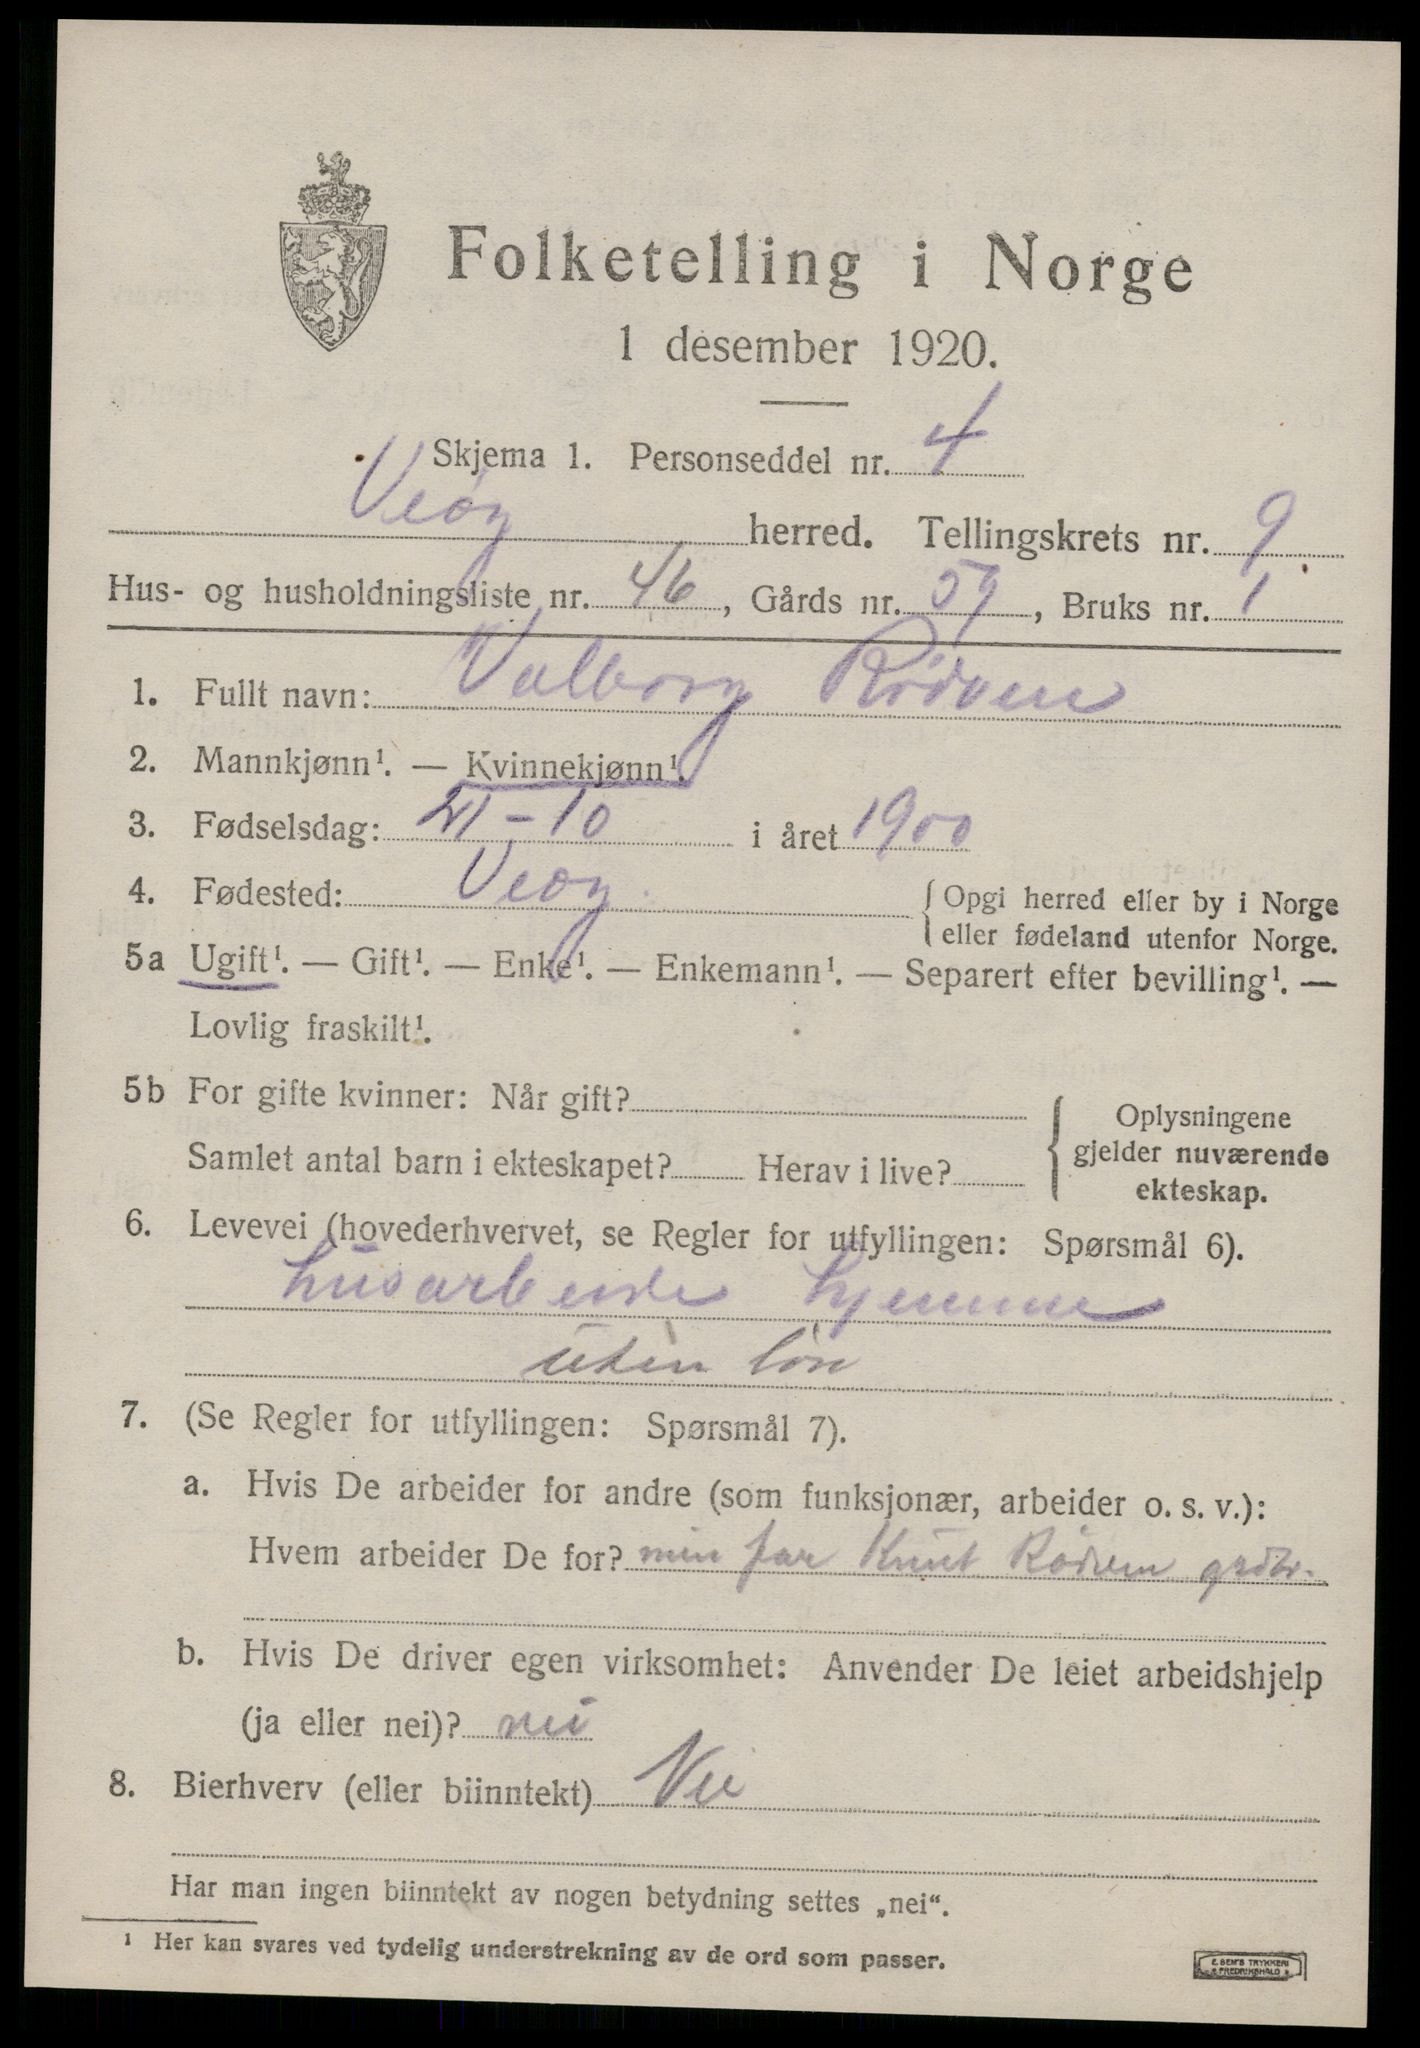 Folketelling i Norge
1 desember 1920.
Skjema 1. Personseddel nr. 4
Veøy herred. Tellingskrets nr. 9
Hus- og husholdningsliste nr. 46, Gårds nr. 59, Bruks nr. 1
1. Fullt navn: Valborg Rødven
2. Mannkjønn¹. — Kvinnekjønn¹.
3. Fødselsdag: 21-10 i året 1900
4. Fødested: Veøy. { Opgi herred eller by i Norge
eller fødeland utenfor Norge.
5a Ugift¹. — Gift¹. — Enke¹. — Enkemann¹. — Separert efter bevilling¹. —
Lovlig fraskilt¹.
5b For gifte kvinner: Når gift?
Samlet antal barn i ekteskapet? Herav i live?
{ Oplysningene
gjelder nuværende
ekteskap.
6. Levevei (hovederhvervet, se Regler for utfyllingen: Spørsmål 6).
husarbeide hjemme
uten løn
7. (Se Regler for utfyllingen: Spørsmål 7).
a. Hvis De arbeider for andre (som funksjonær, arbeider o. s. v.):
Hvem arbeider De for? min far Knut Rødven grdbr.
b. Hvis De driver egen virksomhet: Anvender De leiet arbeidshjelp
(ja eller nei)? nei
8. Bierhverv (eller biinntekt) Nei
Har man ingen biinntekt av nogen betydning settes „nei“.
¹ Her kan svares ved tydelig understrekning av de ord som passer.
E. SEM'S TRYKKERI
FREDRIKSHALD